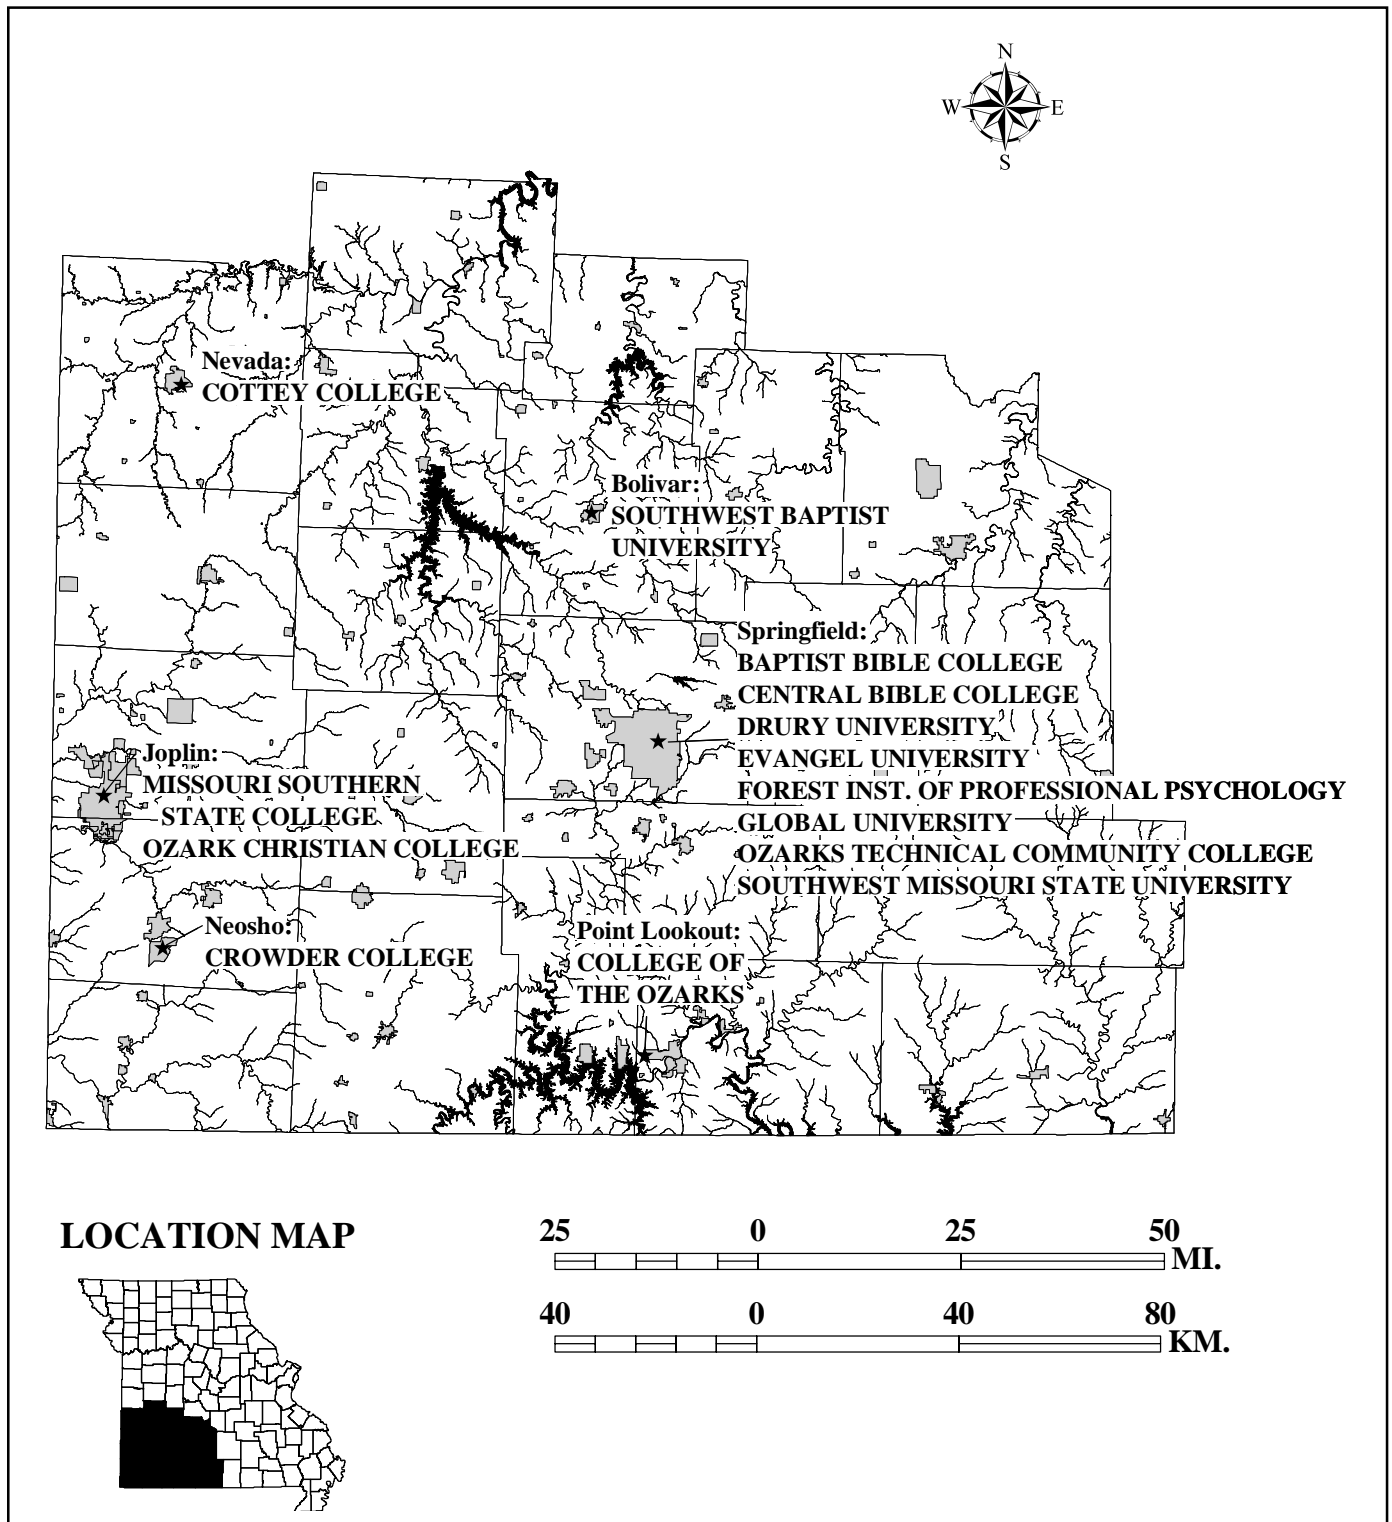 N
W E
S
Nevada:
COTTEY COLLEGE
Bolivar:
SOUTHWEST BAPTIST
UNIVERSITY
Springfield:
BAPTIST BIBLE COLLEGE
CENTRAL BIBLE COLLEGE
DRURY UNIVERSITY
EVANGEL UNIVERSITY
FOREST INST. OF PROFESSIONAL PSYCHOLOGY
GLOBAL UNIVERSITY
OZARKS TECHNICAL COMMUNITY COLLEGE
SOUTHWEST MISSOURI STATE UNIVERSITY
Joplin:
MISSOURI SOUTHERN
STATE COLLEGE
OZARK CHRISTIAN COLLEGE
Neosho:
CROWDER COLLEGE
Point Lookout:
COLLEGE OF
THE OZARKS
LOCATION MAP
25 0 25 50
MI.
40 0 40 80
KM.